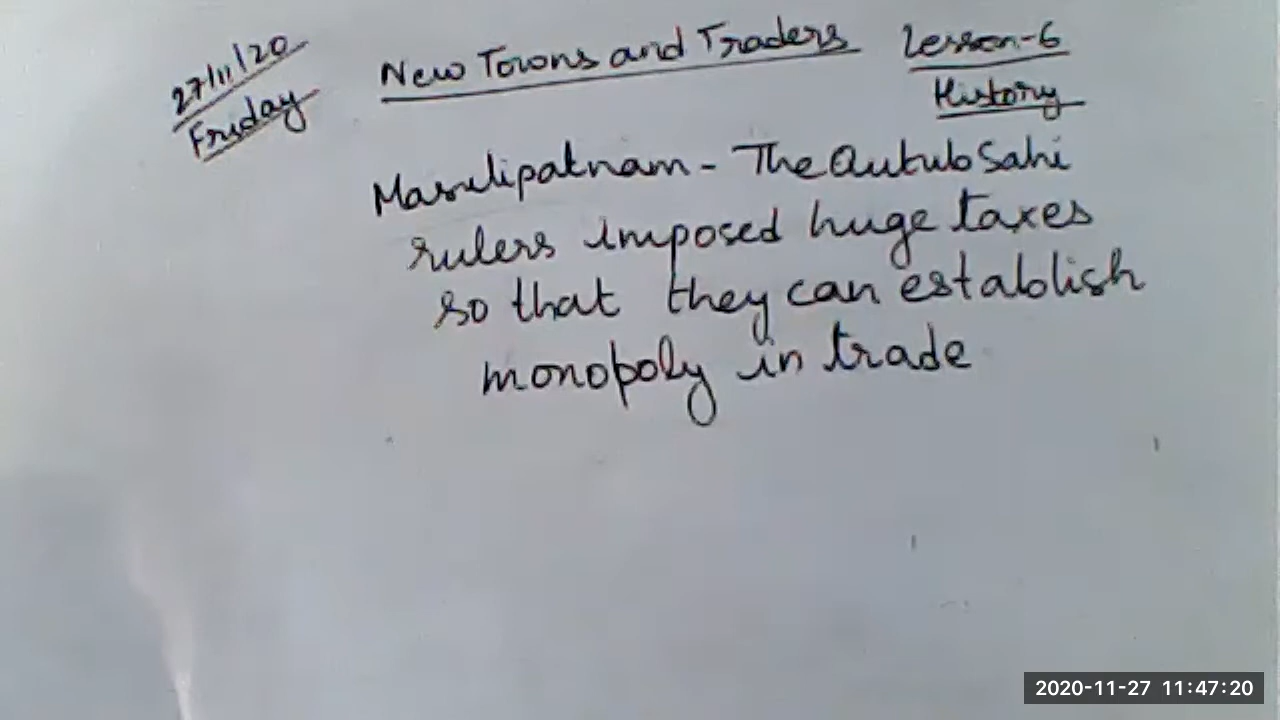 27/11/20
Friday
New Towns and Traders
Lesson-6
History
Masulipatnam - The Qutub Sahi
rulers imposed huge taxes
so that they can establish
monopoly in trade
2020-11-27 11:47:20